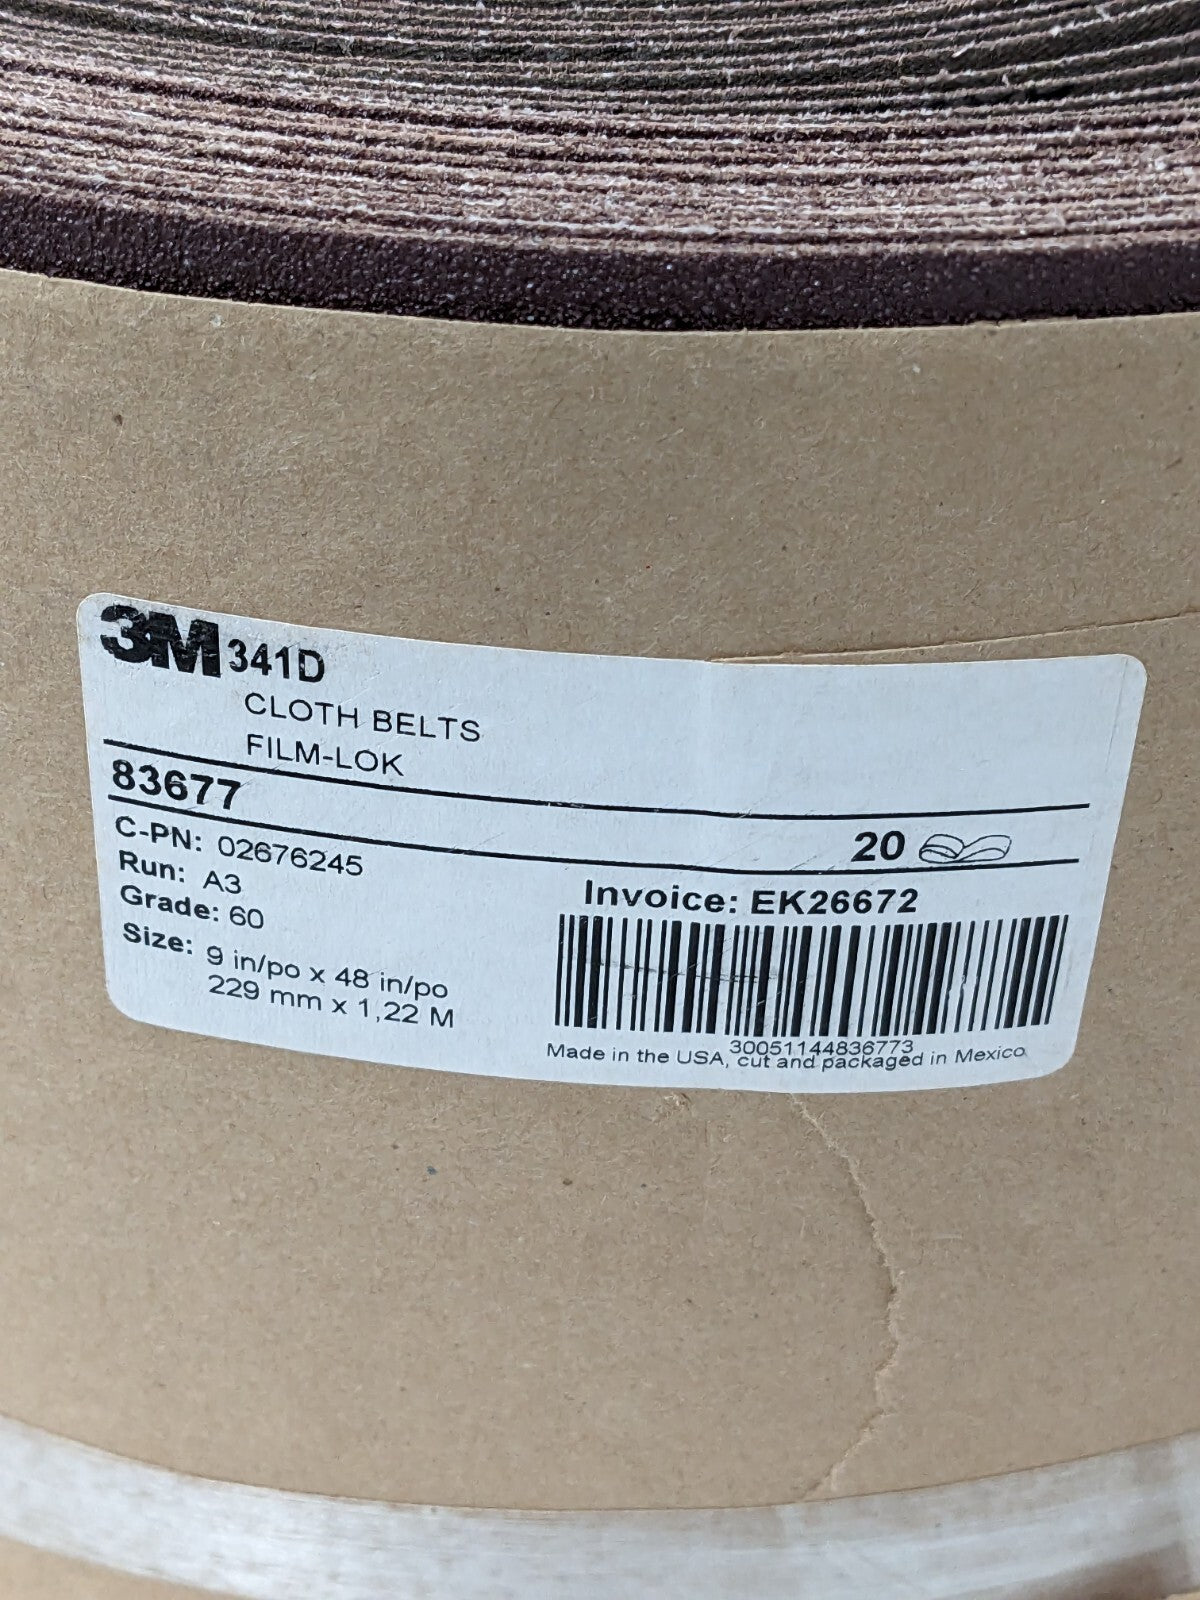 3M 341D
CLOTH BELTS
FILM-LOK
83677
20
C-PN: 02676245
Run: A3
Grade: 60
Size: 9 in/po x 48 in/po
229 mm x 1,22 M
Invoice: EK26672
30051144836773
Made in the USA, cut and packaged in Mexico